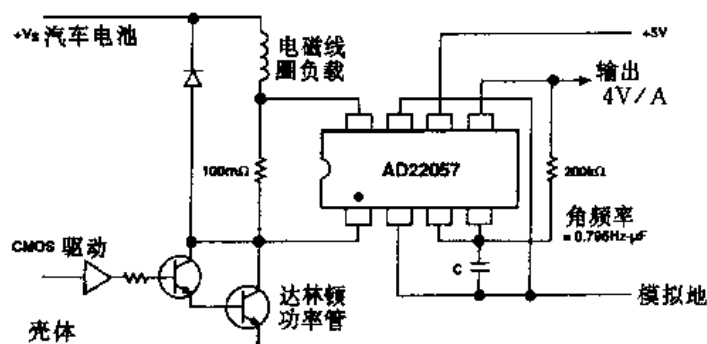 +Vs 汽车电池
电磁线
圈负载
+5V
输出
4V/A
100mΩ
AD22057
200kΩ
角频率
= 0.795Hz-μF
CMOS 驱动
C
达林顿
功率管
模拟地
壳体